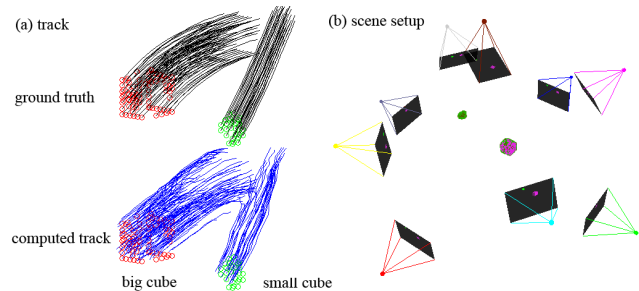 (a) track
(b) scene setup
ground truth
computed track
big cube
small cube